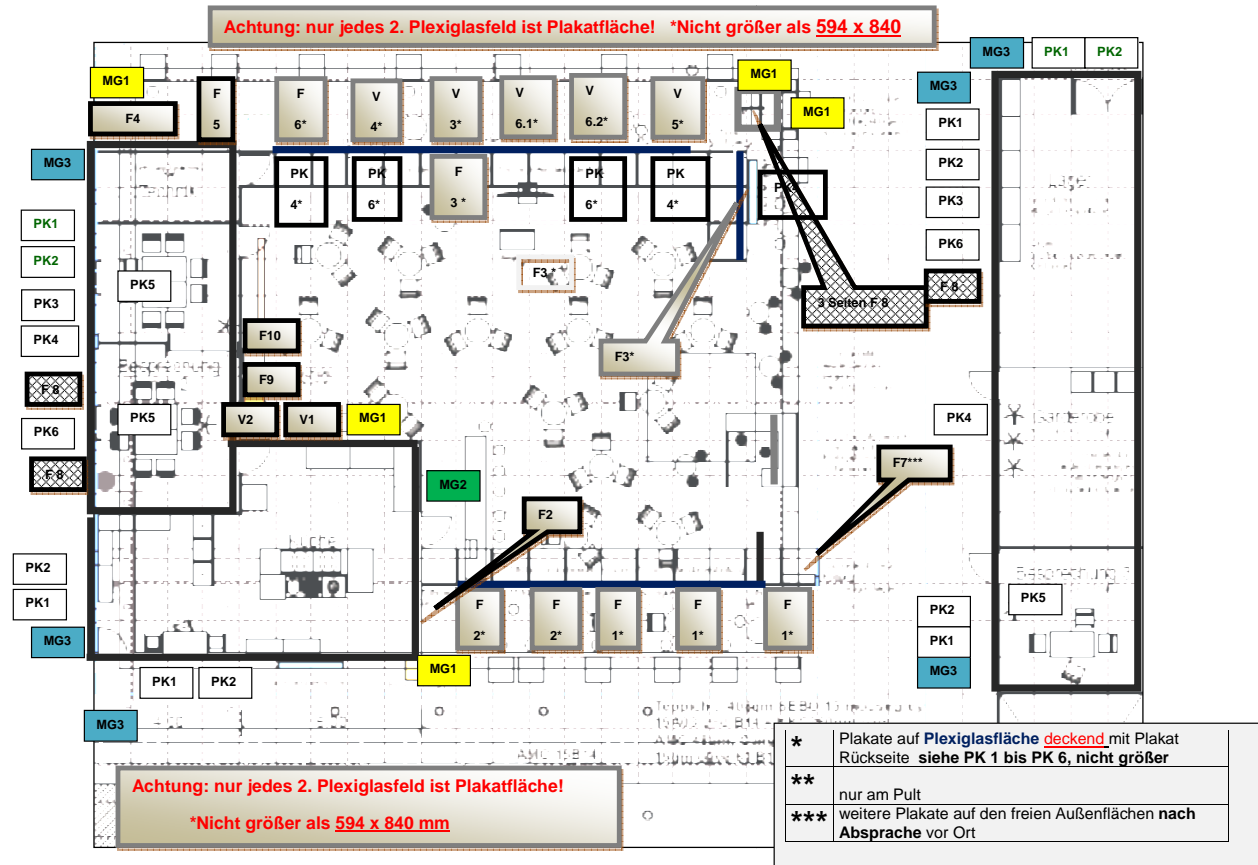 Achtung: nur jedes 2. Plexiglasfeld ist Plakatfläche! *Nicht größer als 594 x 840
MG3 PK1 PK2
MG1
MG1
MG3
F4
F 5
F 6*
V 4*
V 3*
V 6.1*
V 6.2*
V 5*
MG1
PK1
MG3
PK 4*
PK 6*
F 3 *
PK 6*
PK 4*
PK2
PK1
PK3
PK2
PK6
PK5
F3 *
F 8
3 Seiten F 8
PK3
PK4
F10
F3*
F9
F 8
PK6
PK5
V2
V1
MG1
PK4
F 8
F7***
MG2
F2
PK2
PK1
MG3
F 2*
F 2*
F 1*
F 1*
F 1*
PK5
PK2
PK1
MG3
MG1
PK1 PK2
MG3
Achtung: nur jedes 2. Plexiglasfeld ist Plakatfläche!
*Nicht größer als 594 x 840 mm
* Plakate auf Plexiglasfläche deckend mit Plakat
Rückseite siehe PK 1 bis PK 6, nicht größer
** nur am Pult
*** weitere Plakate auf den freien Außenflächen nach
Absprache vor Ort